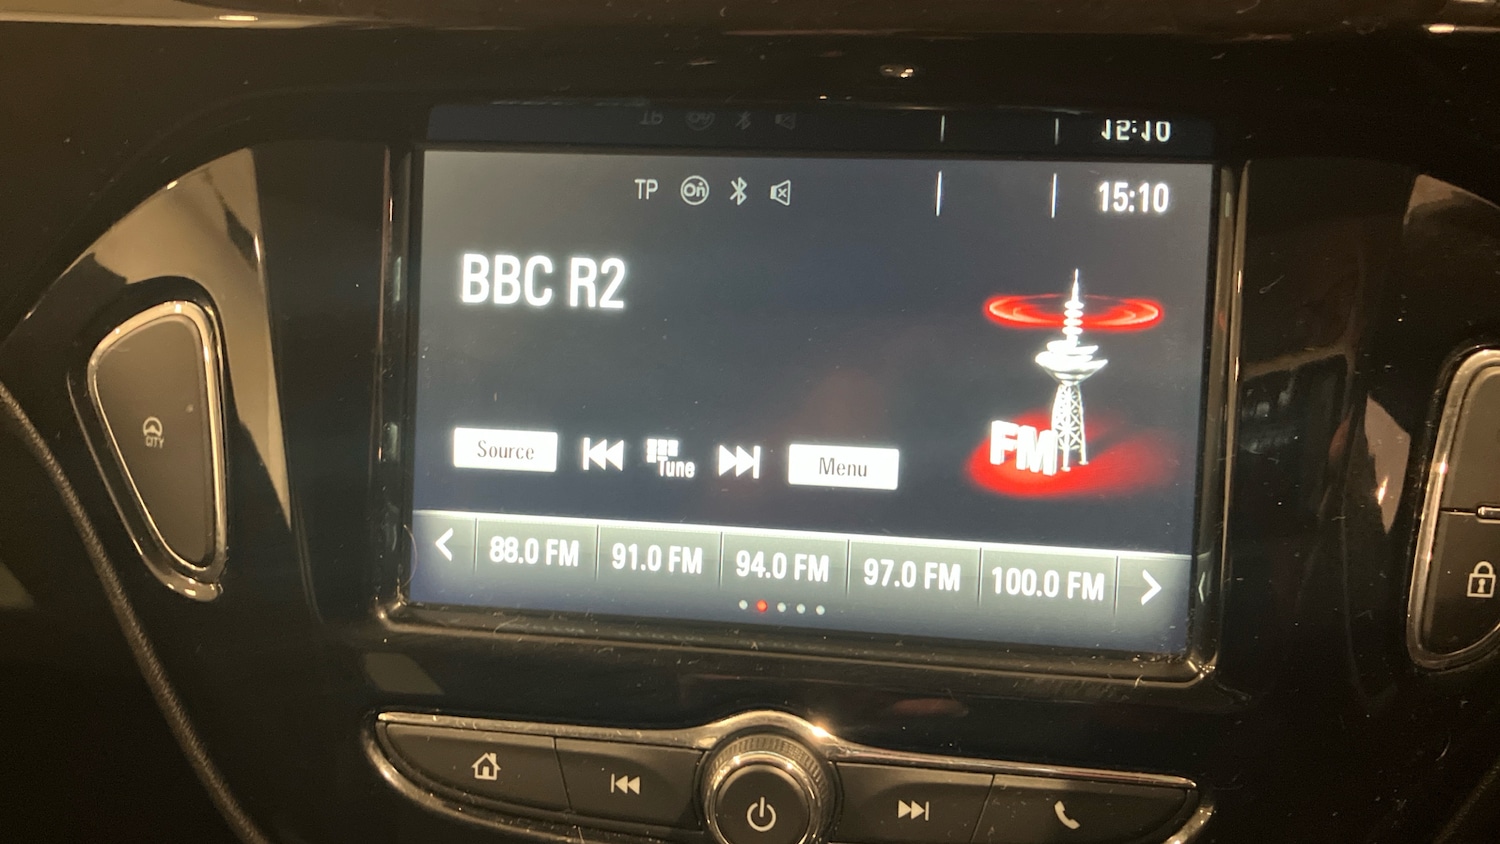 TP On 15:10
BBC R2
FM
Source Tune Menu
88.0 FM 91.0 FM 94.0 FM 97.0 FM 100.0 FM
CITY